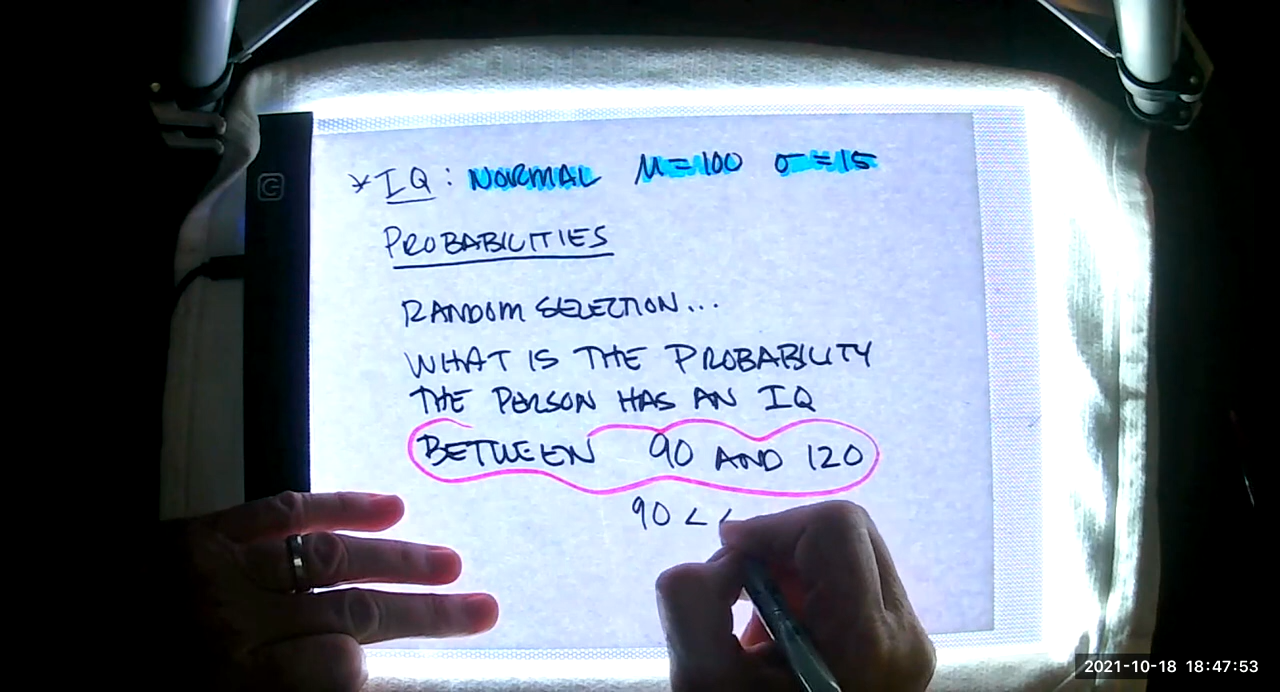 *IQ: NORMAL μ=100 σ=15
PROBABILITIES
RANDOM SELECTION...
WHAT IS THE PROBABILITY
THE PERSON HAS AN IQ
BETWEEN 90 AND 120
90 <
2021-10-18 18:47:53